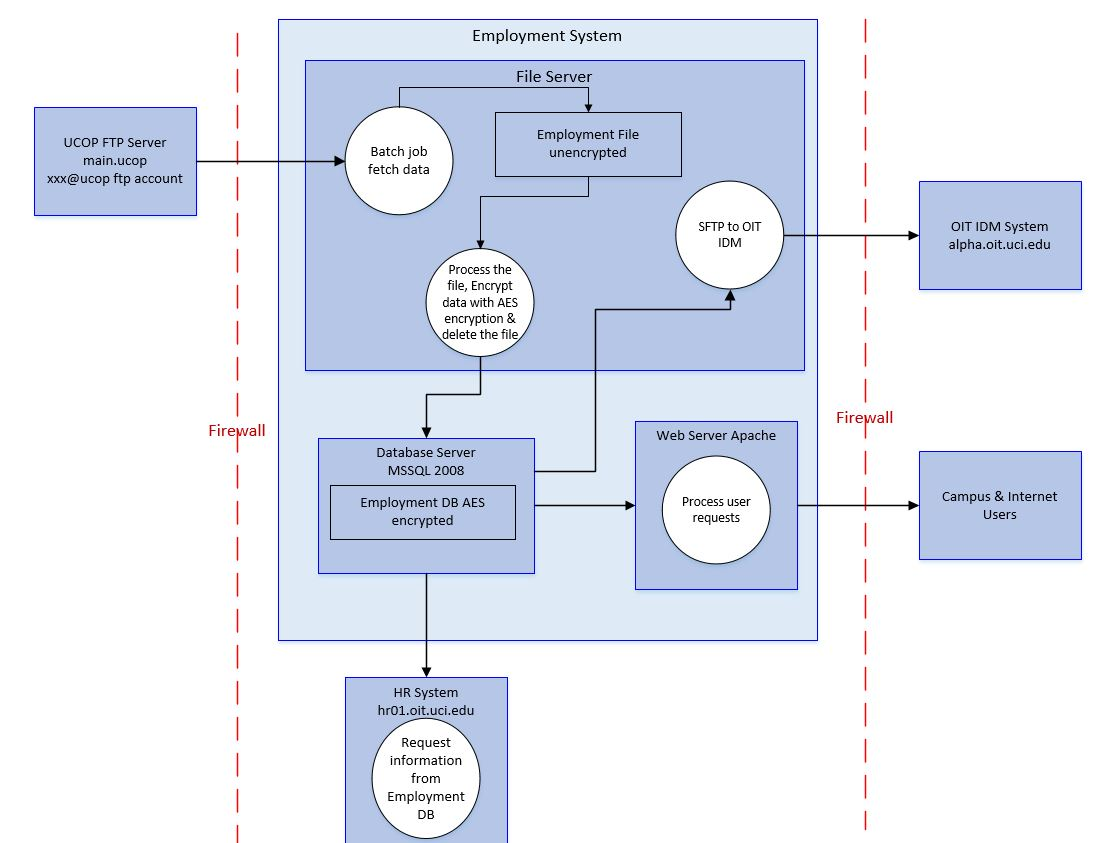 Employment System
File Server
UCOP FTP Server
main.ucop
xxx@ucop ftp account
Batch job
fetch data
Employment File
unencrypted
SFTP to OIT
IDM
OIT IDM System
alpha.oit.uci.edu
Process the
file, Encrypt
data with AES
encryption &
delete the file
Firewall
Firewall
Database Server
MSSQL 2008
Employment DB AES
encrypted
Web Server Apache
Process user
requests
Campus & Internet
Users
HR System
hr01.oit.uci.edu
Request
information
from
Employment
DB